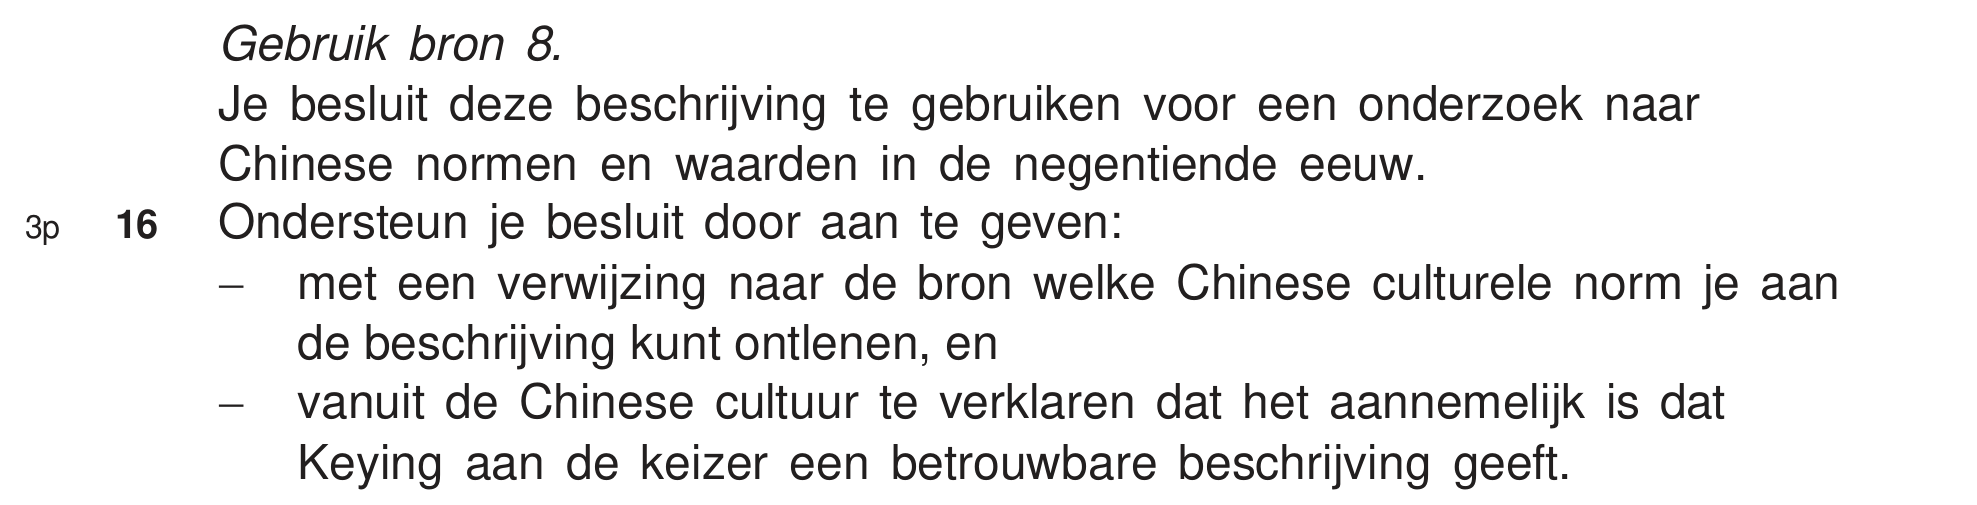 Gebruik bron 8.
Je besluit deze beschrijving te gebruiken voor een onderzoek naar
Chinese normen en waarden in de negentiende eeuw.
3p 16 Ondersteun je besluit door aan te geven:
– met een verwijzing naar de bron welke Chinese culturele norm je aan
de beschrijving kunt ontlenen, en
– vanuit de Chinese cultuur te verklaren dat het aannemelijk is dat
Keying aan de keizer een betrouwbare beschrijving geeft.